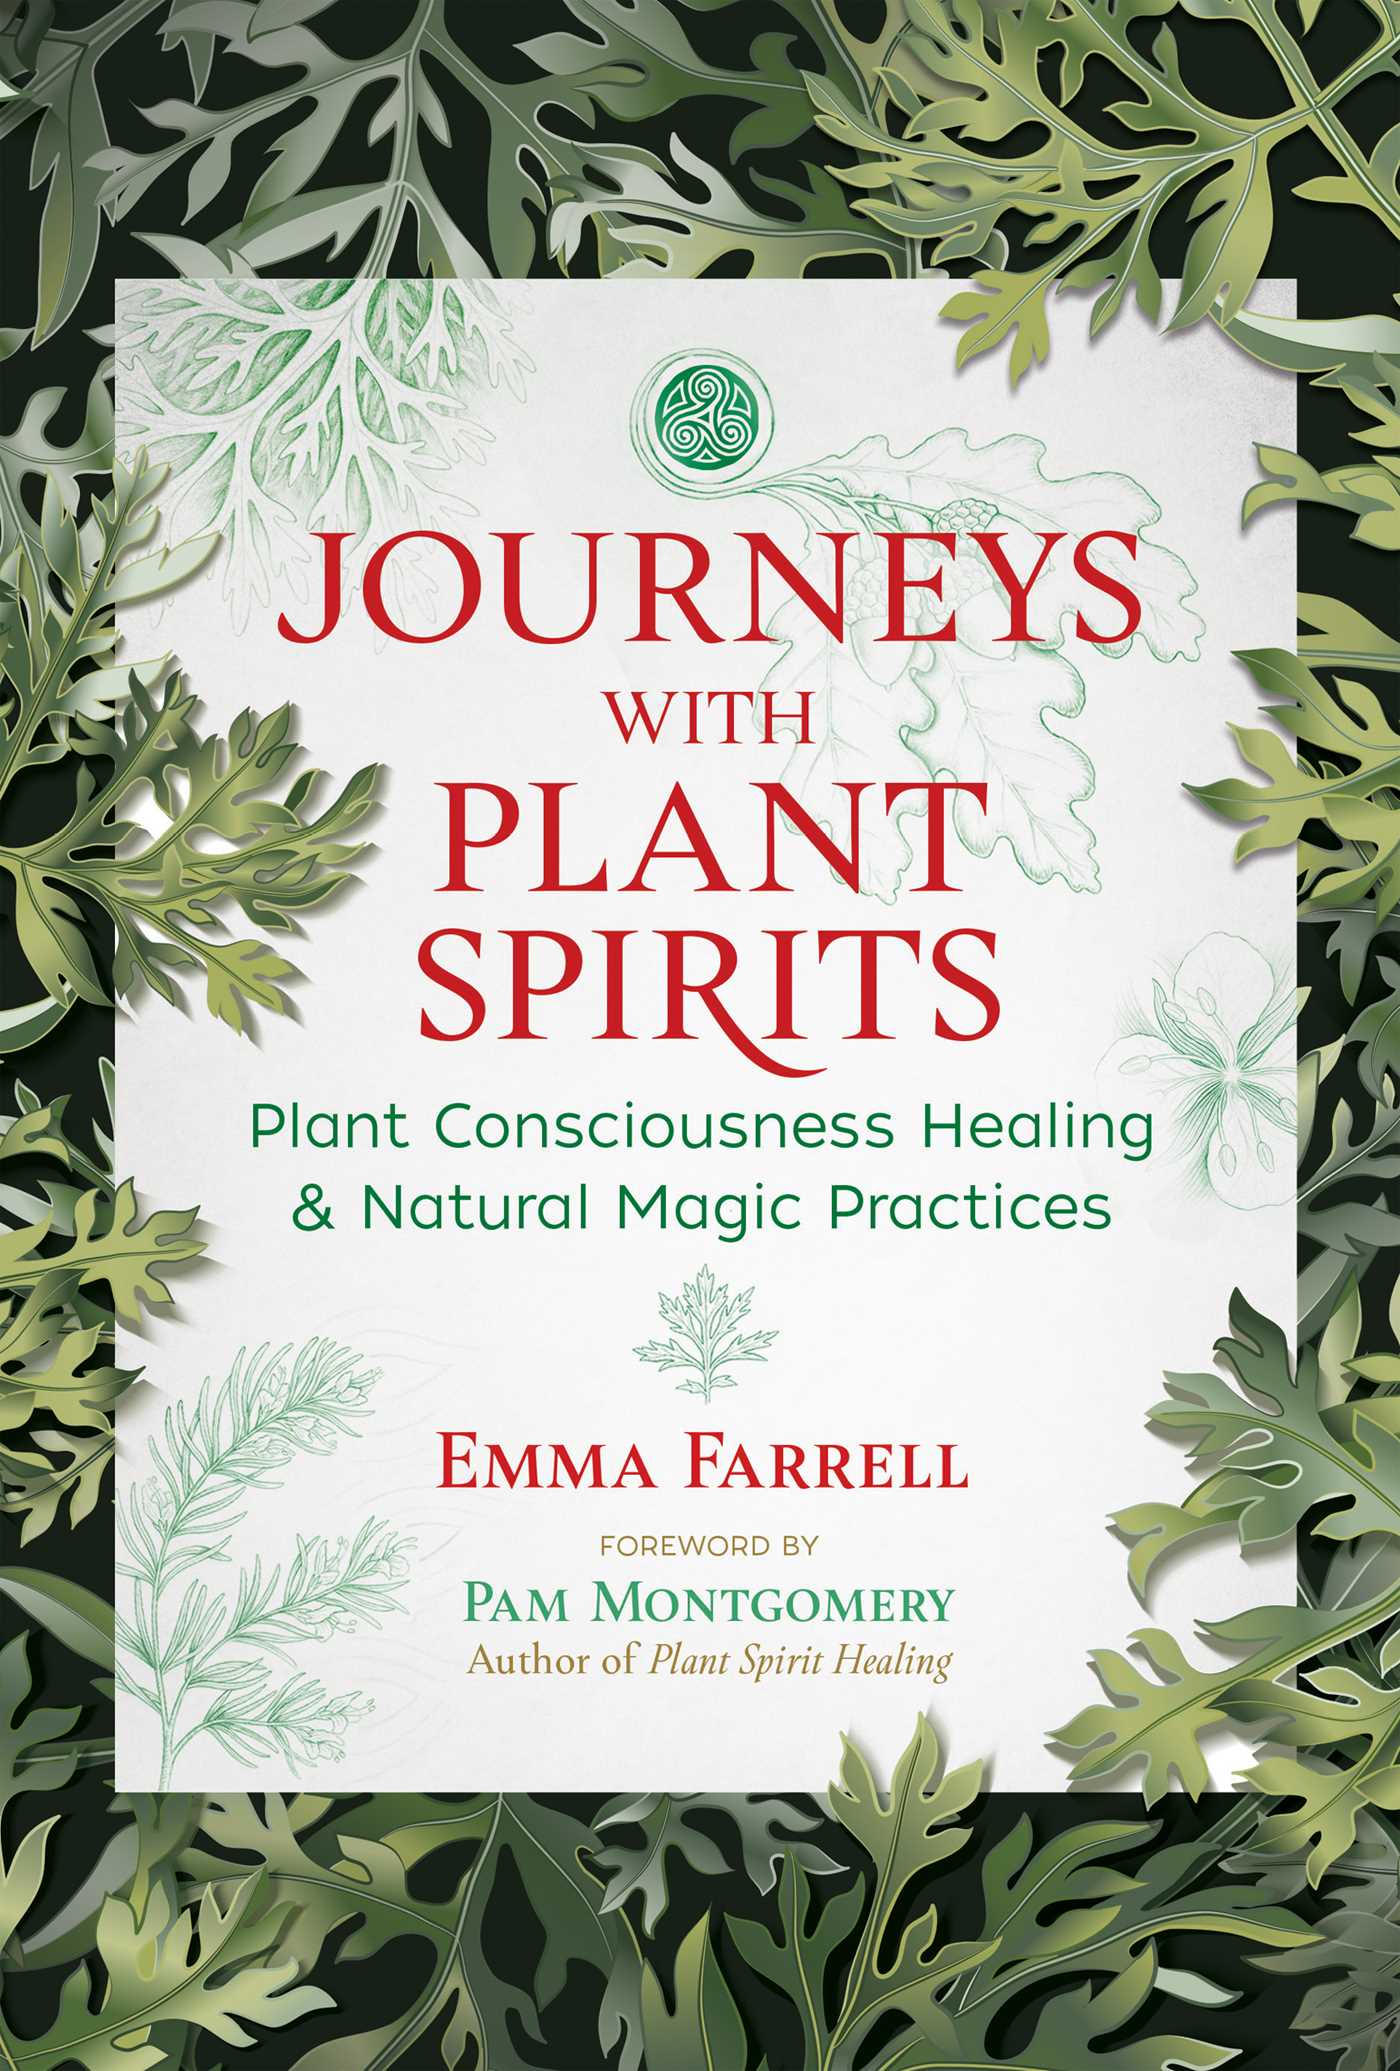 JOURNEYS
WITH
PLANT
SPIRITS
Plant Consciousness Healing
& Natural Magic Practices
EMMA FARRELL
FOREWORD BY
PAM MONTGOMERY
Author of Plant Spirit Healing